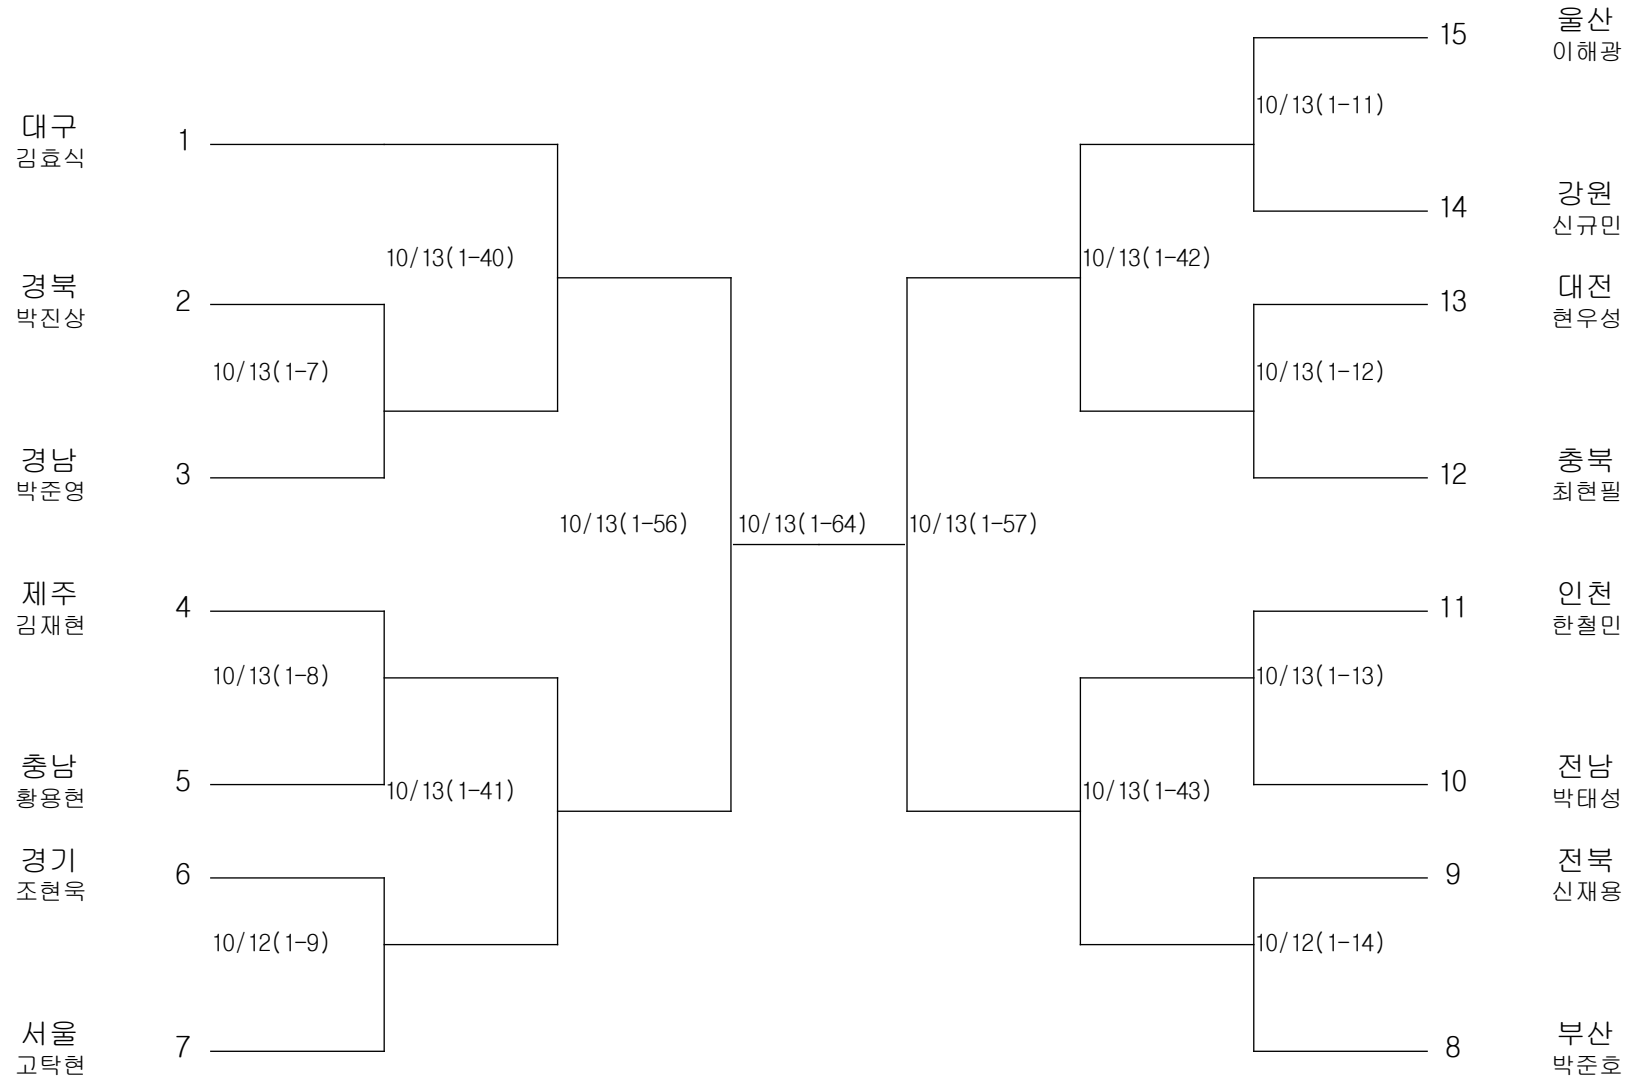 울산
15
이해광
10/13(1-11)
대구
1
김효식
강원
14
신규민
10/13(1-40)
10/13(1-42)
경북
2
박진상
13
대전
현우성
10/13(1-7)
10/13(1-12)
경남
3
박준영
12
충북
최현필
10/13(1-56)
10/13(1-64)
10/13(1-57)
제주
4
김재현
11
인천
한철민
10/13(1-8)
10/13(1-13)
충남
5
황용현
10/13(1-41)
10/13(1-43)
10
전남
박태성
경기
6
조현욱
9
전북
신재용
10/12(1-9)
10/12(1-14)
서울
7
고탁현
8
부산
박준호